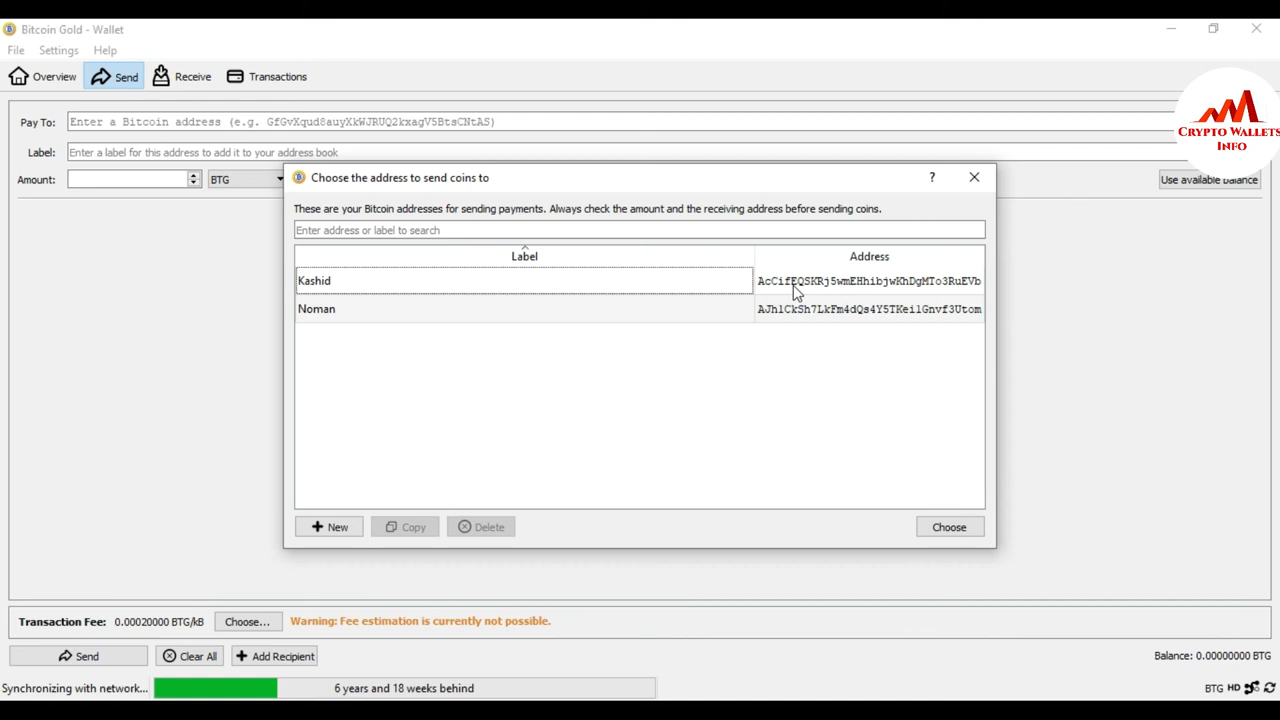 Bitcoin Gold - Wallet
File Settings Help
Overview Send Receive Transactions
Pay To: Enter a Bitcoin address (e.g. GfGvXqud8auyXkWJRUQ2kxagV5BtsCNtAS)
CRYPTO WALLETS
INFO
Label: Enter a label for this address to add it to your address book
Amount: BTG Use available balance
Choose the address to send coins to ?
These are your Bitcoin addresses for sending payments. Always check the amount and the receiving address before sending coins.
Enter address or label to search
Label Address
Kashid AcCifEQSKRj5wmEHhibjwKhDgMTo3RuEVb
Noman AJh1CkSh7LkFm4dQs4Y5TKei1Gnvf3Utom
New Copy Delete Choose
Transaction Fee: 0.00020000 BTG/kB Choose... Warning: Fee estimation is currently not possible.
Send Clear All Add Recipient Balance: 0.00000000 BTG
Synchronizing with network... 6 years and 18 weeks behind BTG HD